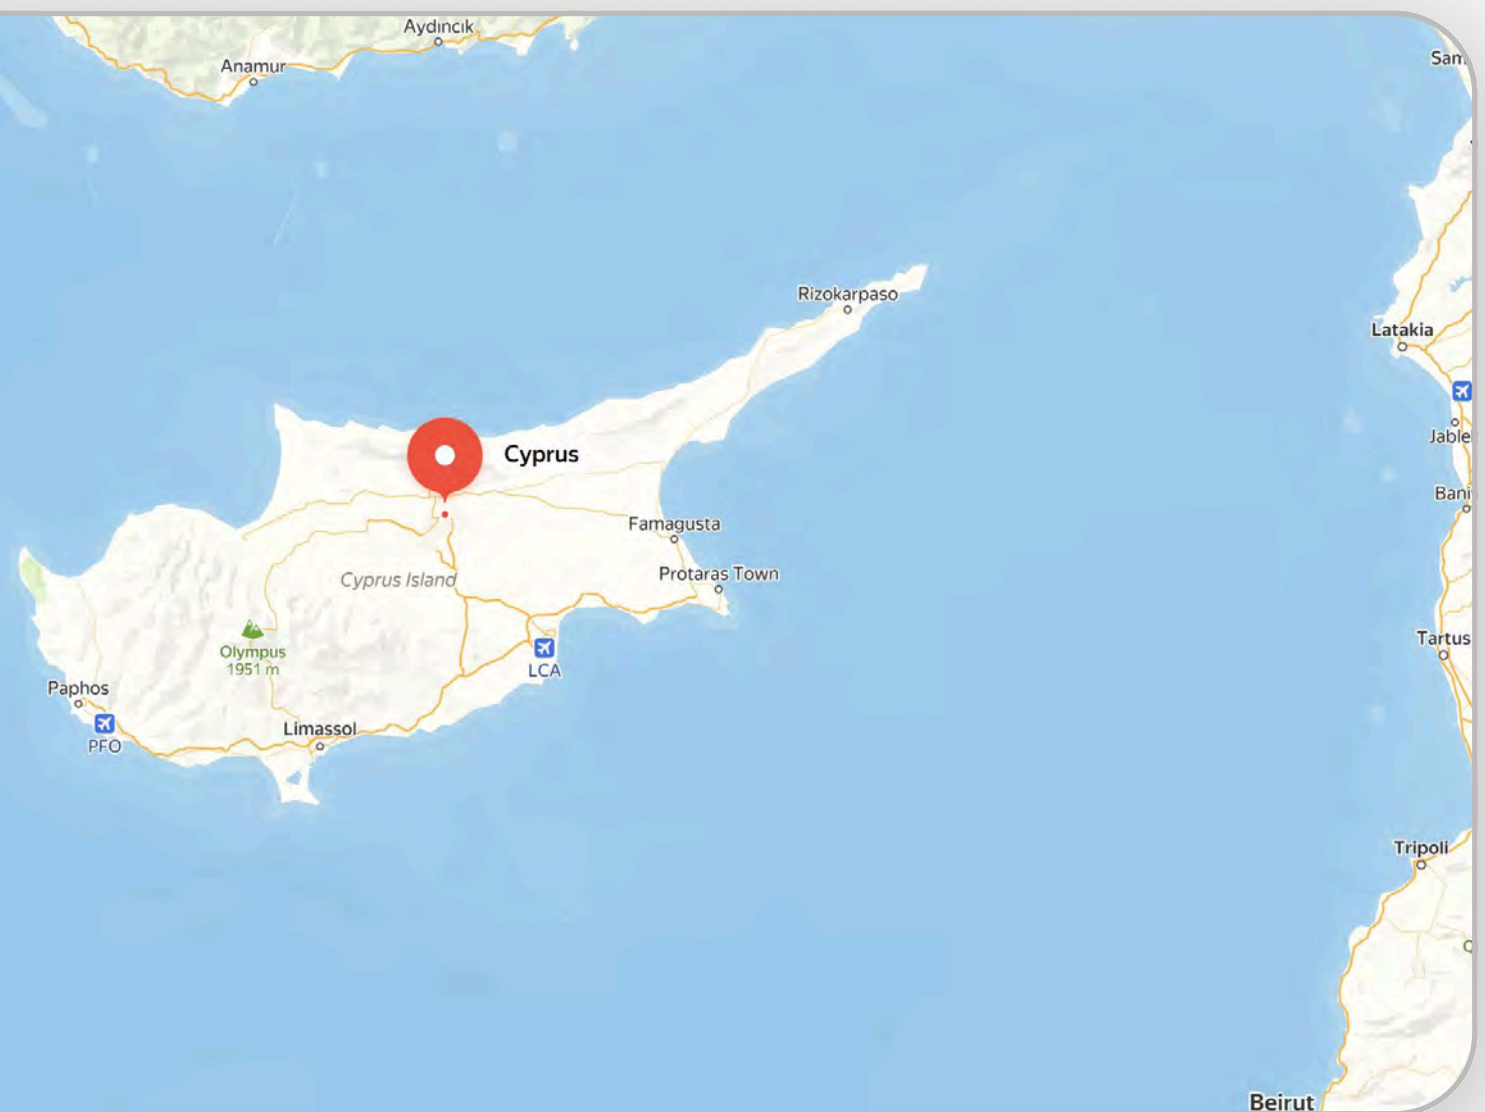 Aydıncık
Anamur
Sam
Rizokarpaso
Latakia
Cyprus
Jable
Bani
Famagusta
Protaras Town
Cyprus Island
Olympus
1951 m
LCA
Tartus
Paphos
PFO
Limassol
Tripoli
Beirut